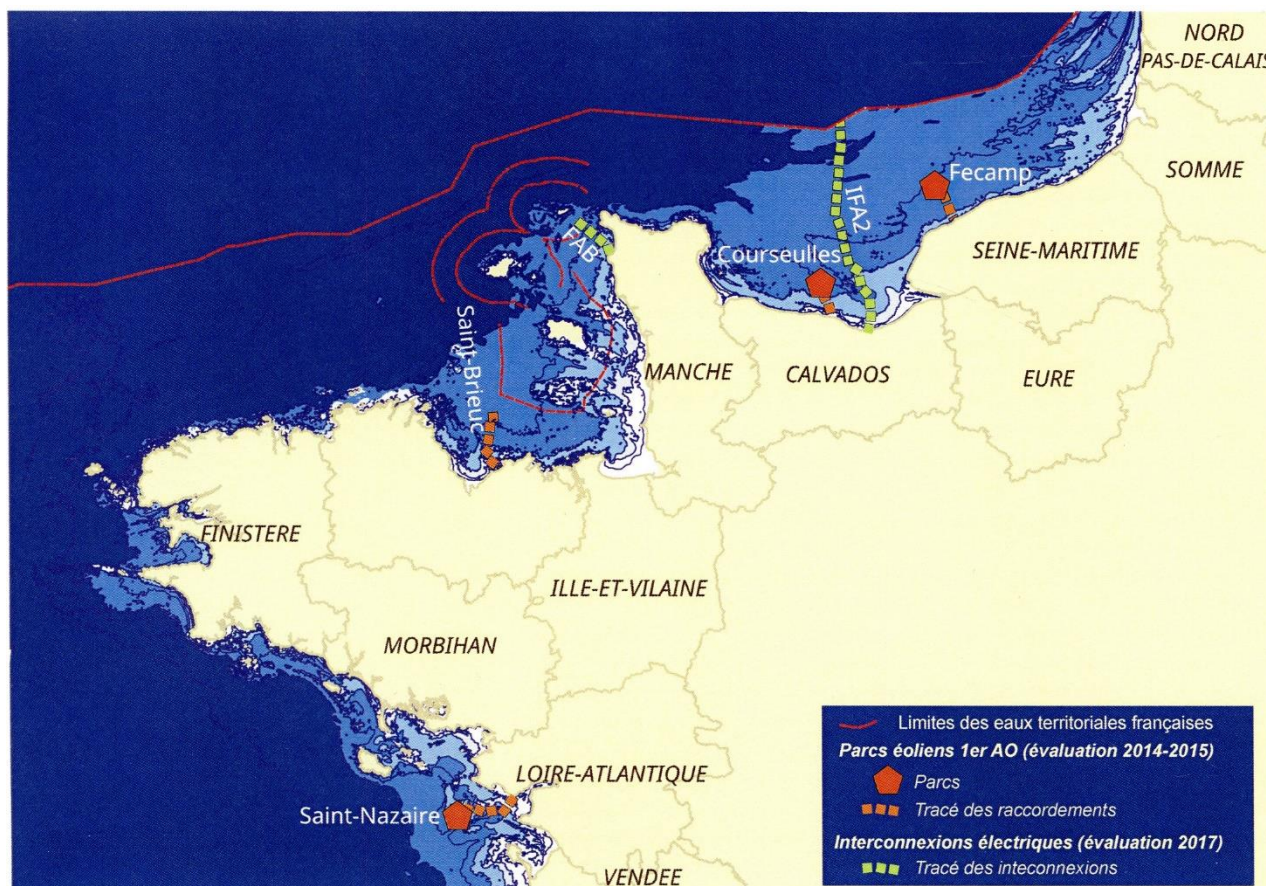 NORD
PAS-DE-CALAIS
SOMME
Fecamp
IFA2
SEINE-MARITIME
FAB
Courseulles
Saint-Brieuc
MANCHE
CALVADOS
EURE
FINISTERE
ILLE-ET-VILAINE
MORBIHAN
LOIRE-ATLANTIQUE
Saint-Nazaire
VENDEE
Limites des eaux territoriales françaises
Parcs éoliens 1er AO (évaluation 2014-2015)
Parcs
Tracé des raccordements
Interconnexions électriques (évaluation 2017)
Tracé des inteconnexions